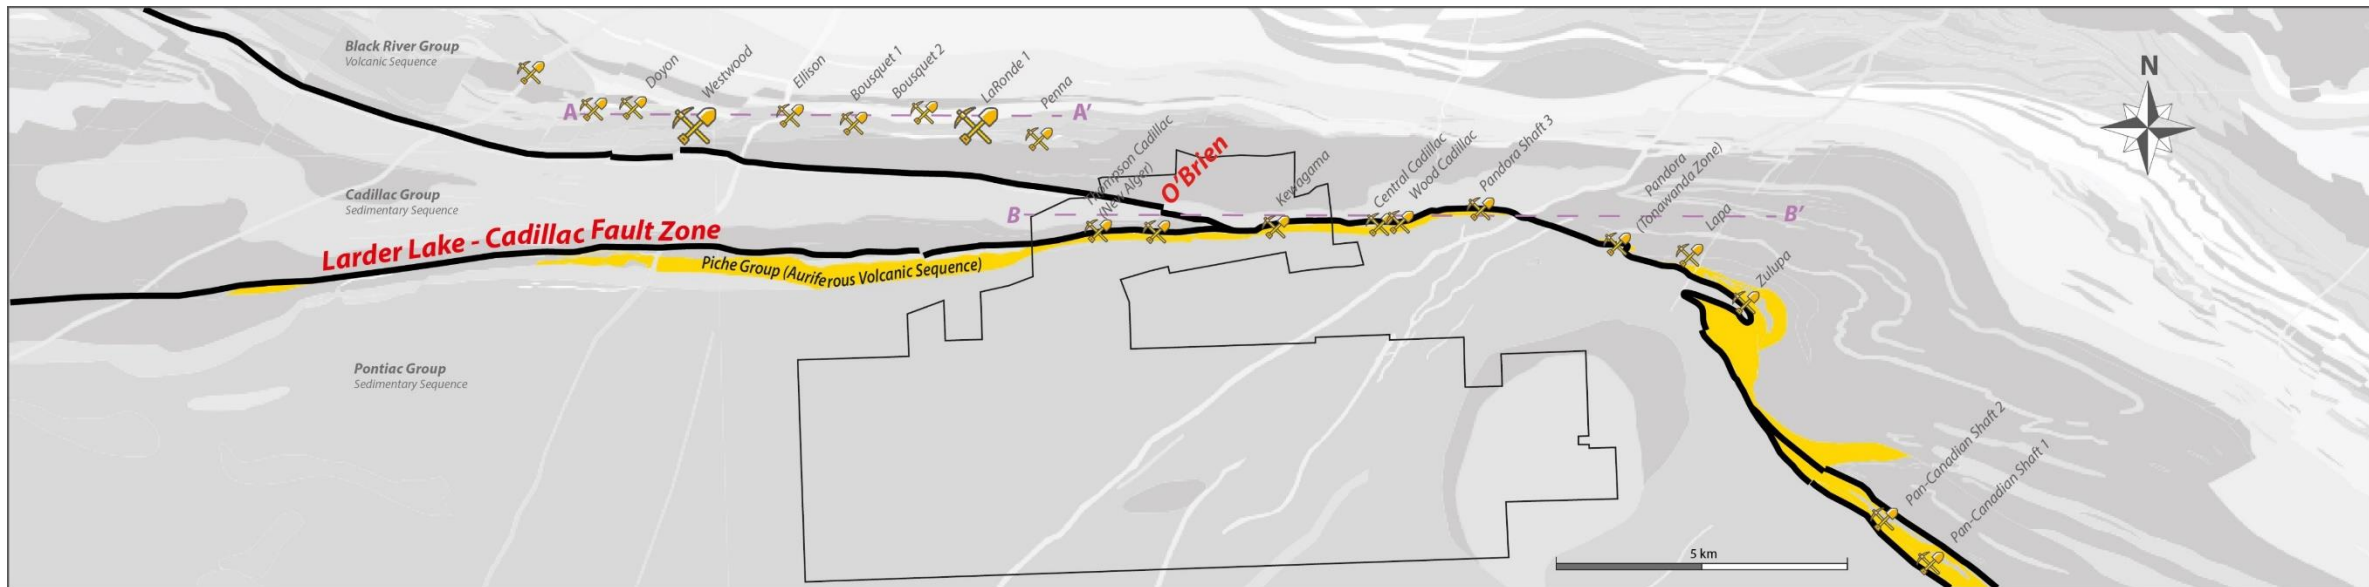 Black River Group
Volcanic Sequence
Doyon
Westwood
Ellison
Bousquet 1
Bousquet 2
LaRonde 1
Penna
A
A'
N
Cadillac Group
Sedimentary Sequence
Thompson Cadillac
(New Alger)
O'Brien
Kewagama
Central Cadillac
Wood Cadillac
Pandora Shaft 3
Pandora
(Tonawanda Zone)
Lapa
Zulupa
B
B'
Larder Lake - Cadillac Fault Zone
Piche Group (Auriferous Volcanic Sequence)
Pontiac Group
Sedimentary Sequence
Pan-Canadian Shaft 2
Pan-Canadian Shaft 1
5 km